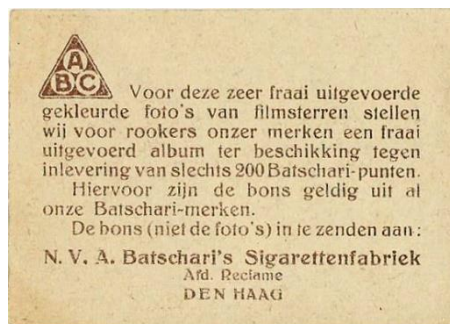 A
B C
Voor deze zeer fraai uitgevoerde
gekleurde foto's van filmsterren stellen
wij voor rookers onzer merken een fraai
uitgevoerd album ter beschikking tegen
inlevering van slechts 200 Batschari-punten.
Hiervoor zijn de bons geldig uit al
onze Batschari-merken.
De bons (niet de foto's) in te zenden aan:
N. V. A. Batschari's Sigarettenfabriek
Afd. Reclame
DEN HAAG